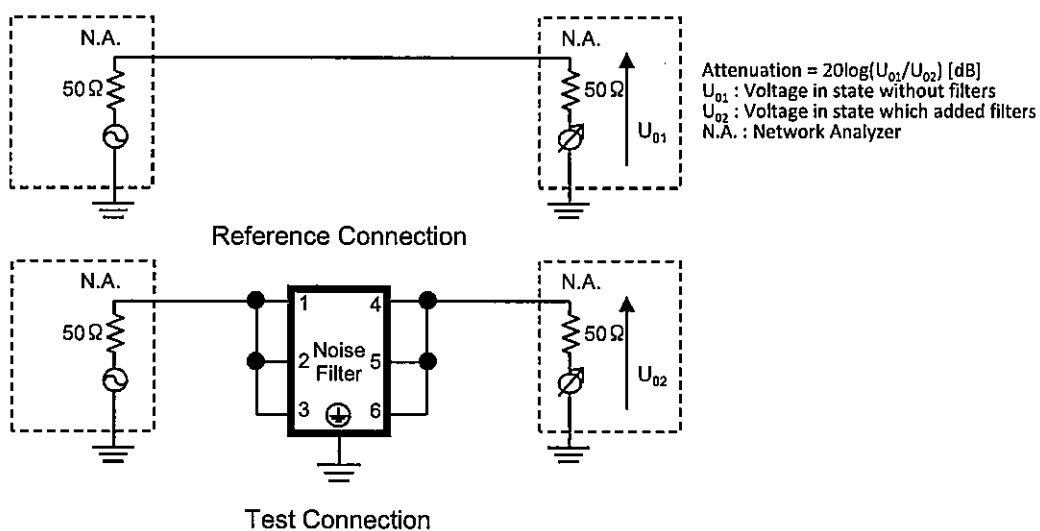 N.A.
50Ω
N.A.
50Ω
U01
Attenuation = 20log(U01/U02) [dB]
U01 : Voltage in state without filters
U02 : Voltage in state which added filters
N.A. : Network Analyzer
Reference Connection
N.A.
50Ω
1
2
3
Noise
Filter
4
5
6
N.A.
50Ω
U02
Test Connection